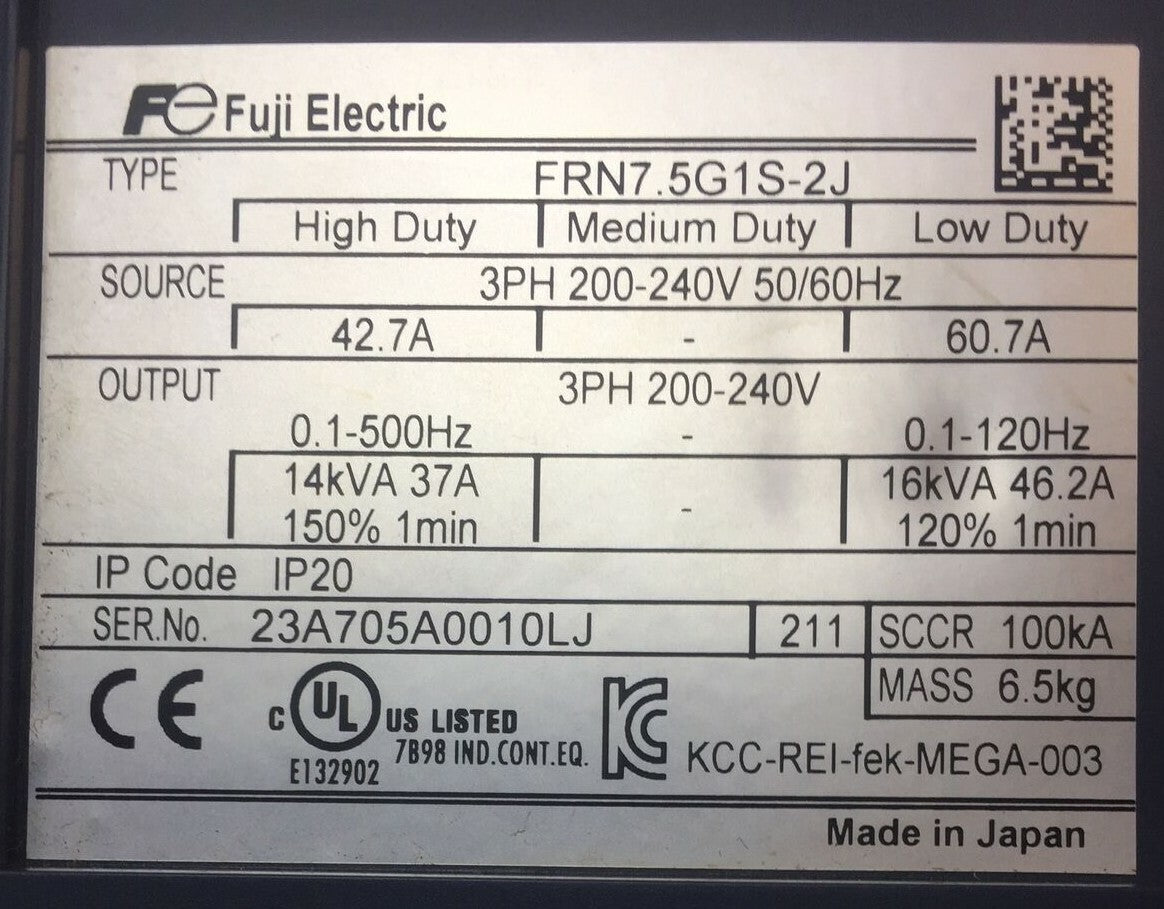 Fe Fuji Electric
TYPE FRN7.5G1S-2J
High Duty Medium Duty Low Duty
SOURCE 3PH 200-240V 50/60Hz
42.7A - 60.7A
OUTPUT 3PH 200-240V
0.1-500Hz - 0.1-120Hz
14kVA 37A - 16kVA 46.2A
150% 1min 120% 1min
IP Code IP20
SER.No. 23A705A0010LJ 211 SCCR 100kA
MASS 6.5kg
CE C UL US LISTED
7B98 IND.CONT.EQ.
E132902
KC KCC-REI-fek-MEGA-003
Made in Japan